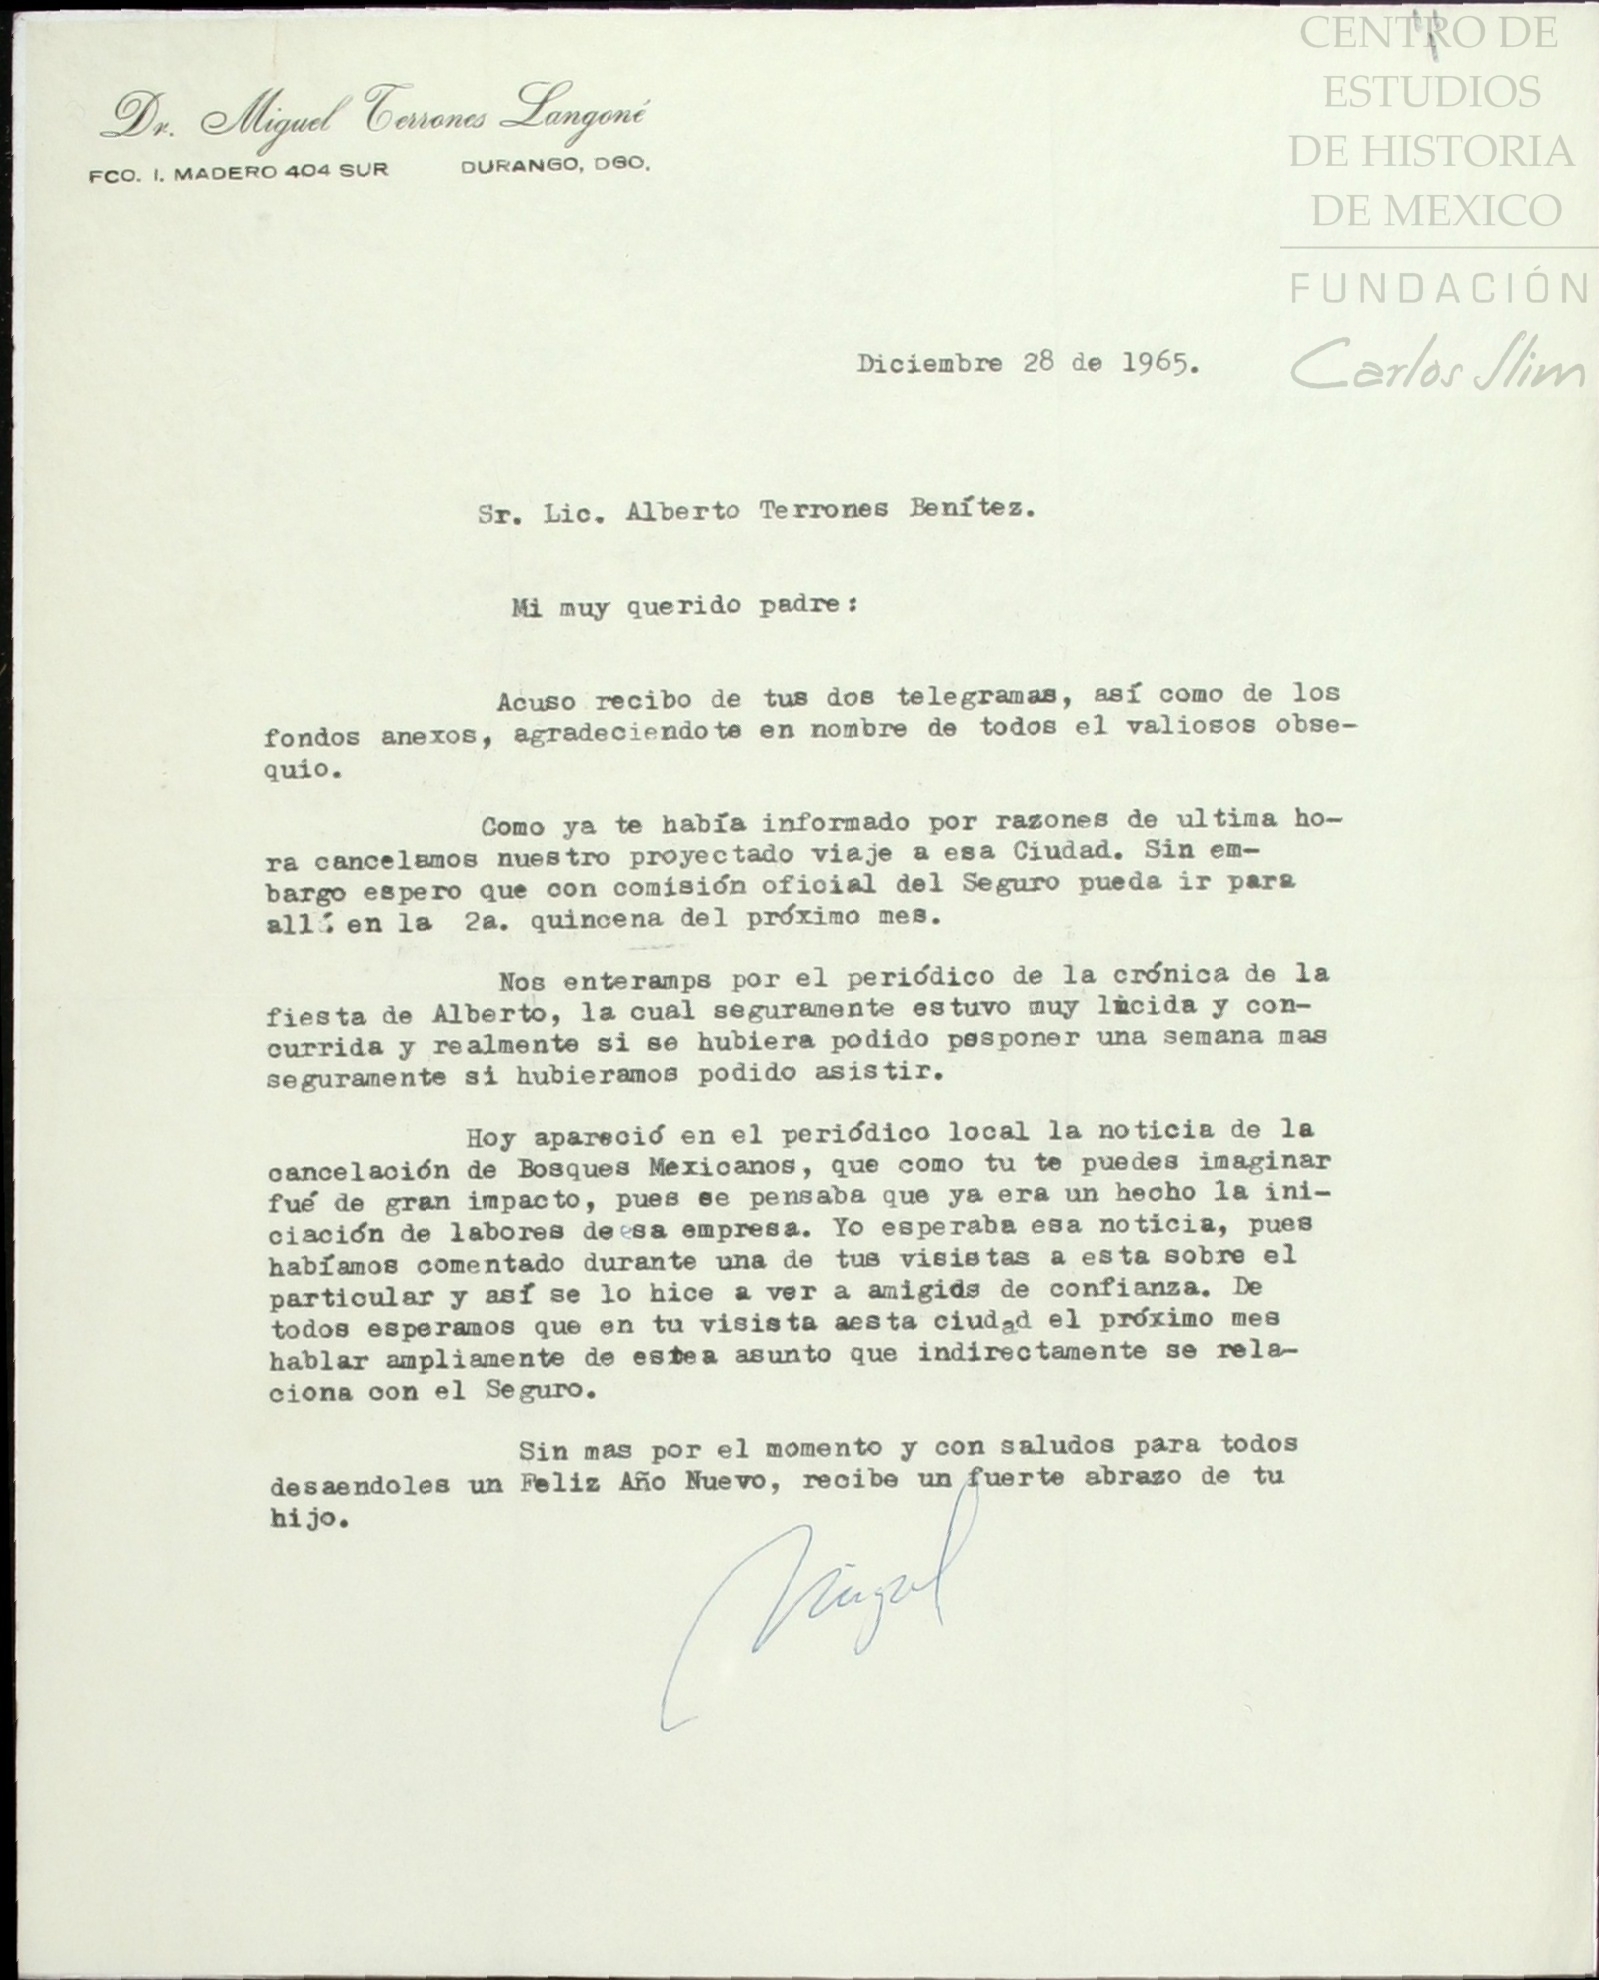 CENTRO DE
ESTUDIOS
DE HISTORIA
DE MEXICO
FUNDACIÓN
Carlos Slim
Dr. Miguel Terrones Langoné
FCO. I. MADERO 404 SUR DURANGO, DGO.
Diciembre 28 de 1965.
Sr. Lic. Alberto Terrones Benítez.
Mi muy querido padre:
Acuso recibo de tus dos telegramas, así como de los
fondos anexos, agradeciendote en nombre de todos el valiosos obse-
quio.
Como ya te había informado por razones de ultima ho-
ra cancelamos nuestro proyectado viaje a esa Ciudad. Sin em-
bargo espero que con comisión oficial del Seguro pueda ir para
allá en la 2a. quincena del próximo mes.
Nos enteramps por el periódico de la crónica de la
fiesta de Alberto, la cual seguramente estuvo muy lucida y con-
currida y realmente si se hubiera podido posponer una semana mas
seguramente si hubieramos podido asistir.
Hoy apareció en el periódico local la noticia de la
cancelación de Bosques Mexicanos, que como tu te puedes imaginar
fué de gran impacto, pues se pensaba que ya era un hecho la ini-
ciación de labores de esa empresa. Yo esperaba esa noticia, pues
habíamos comentado durante una de tus visistas a esta sobre el
particular y así se lo hice a ver a amigids de confianza. De
todos esperamos que en tu visista aesta ciudad el próximo mes
hablar ampliamente de estea asunto que indirectamente se rela-
ciona con el Seguro.
Sin mas por el momento y con saludos para todos
desaendoles un Feliz Año Nuevo, recibe un fuerte abrazo de tu
hijo.
Miguel